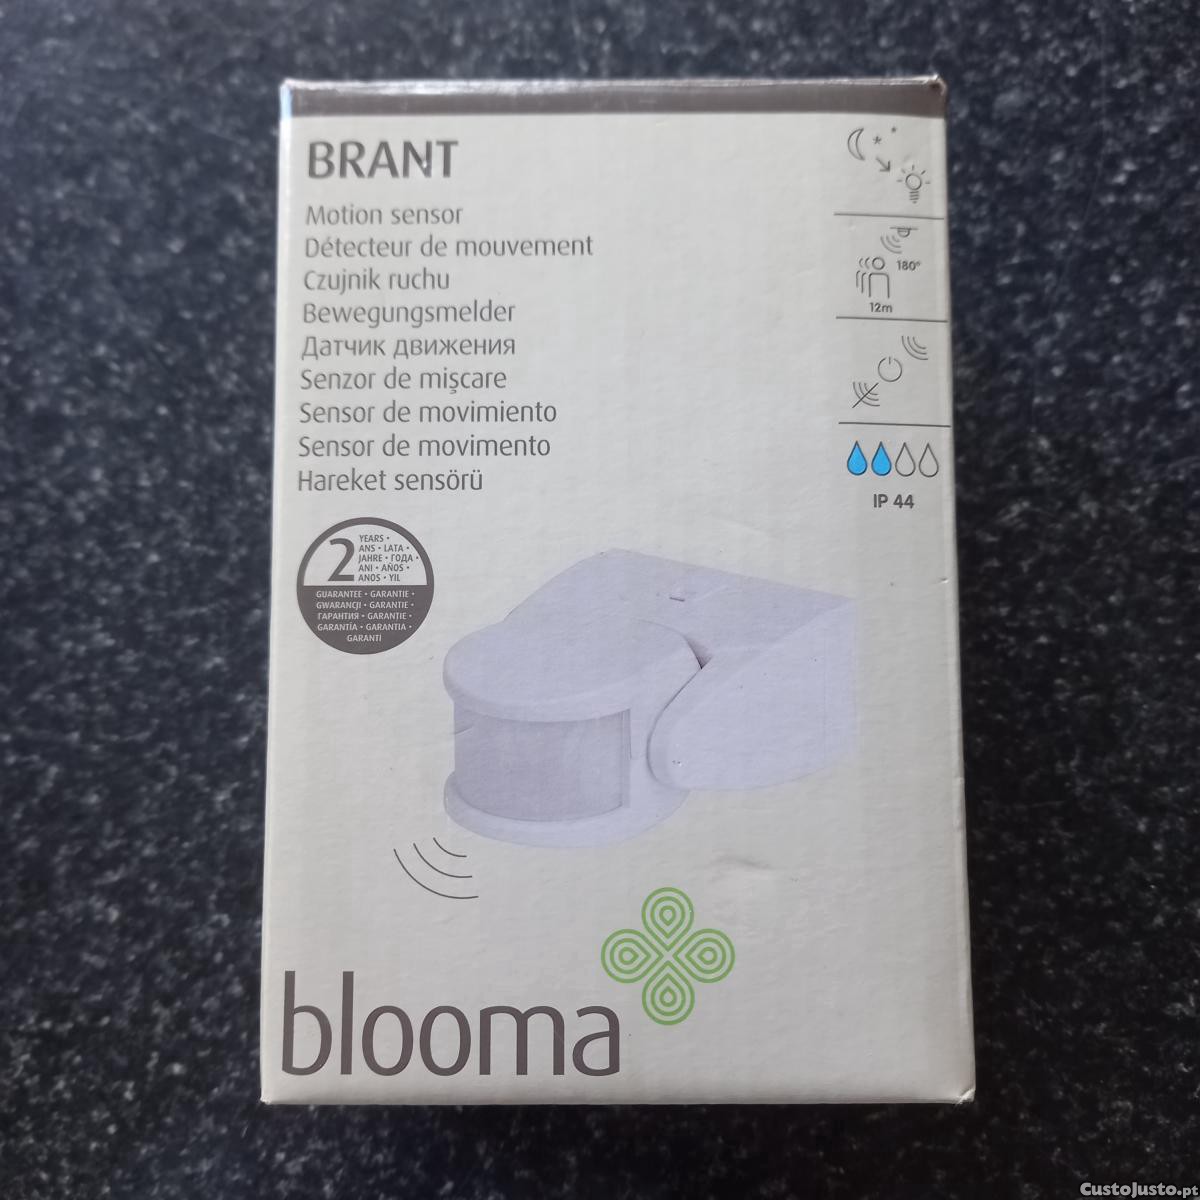 BRANT
Motion sensor
Détecteur de mouvement
Czujnik ruchu
Bewegungsmelder
Датчик движения
Senzor de mişcare
Sensor de movimiento
Sensor de movimento
Hareket sensörü
180°
12m
IP 44
2
YEARS •
ANS • LATA •
JAHRE • ГОДА •
ANI • AÑOS •
ANOS • YIL
GUARANTEE • GARANTIE •
GWARANCJI • GARANTIE •
ГАРАНТИЯ • GARANȚIE •
GARANTÍA • GARANTIA •
GARANTI
blooma
CustoJusto.pt